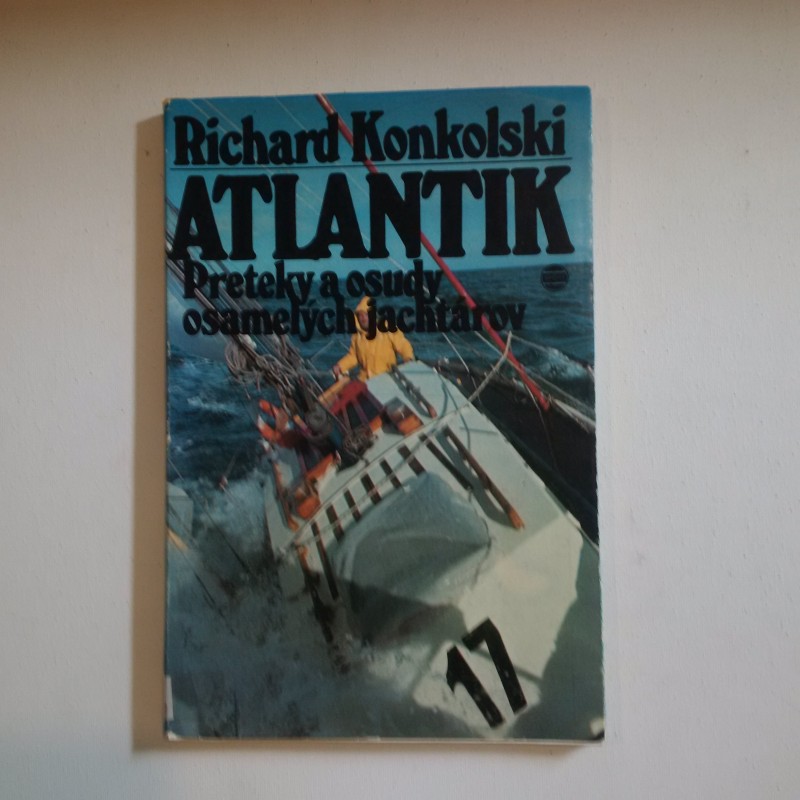 Richard Konkolski
ATLANTIK
Preteky a osudy
osamelých jachtárov
17